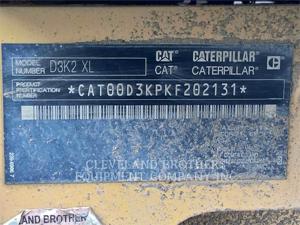 MODEL NUMBER D3K2 XL
CAT® CATERPILLAR®
CAT® CATERPILLAR®
PRODUCT IDENTIFICATION NUMBER
*CAT00D3KPKF202131*
CLEVELAND BROTHERS
EQUIPMENT COMPANY INC
AND BROTHER